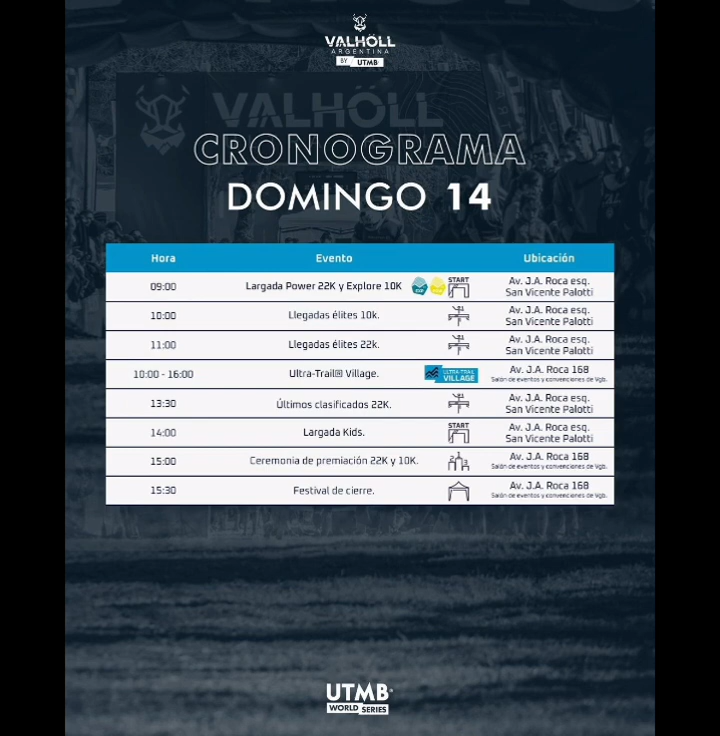 VALHÖLL
ARGENTINA
BY UTMB
VALHÖLL
CRONOGRAMA
DOMINGO 14
Hora Evento Ubicación
09:00 Largada Power 22K y Explore 10K START Av. J.A. Roca esq.
San Vicente Palotti
10:00 Llegadas élites 10k. Av. J.A. Roca esq.
San Vicente Palotti
11:00 Llegadas élites 22k. Av. J.A. Roca esq.
San Vicente Palotti
10:00 - 16:00 Ultra-Trail® Village. ULTRA-TRAIL VILLAGE Av. J.A. Roca 168
Salón de eventos y convenciones de Vgb.
13:30 Últimos clasificados 22K. Av. J.A. Roca esq.
San Vicente Palotti
14:00 Largada Kids. START Av. J.A. Roca esq.
San Vicente Palotti
15:00 Ceremonia de premiación 22K y 10K. 2 1 3 Av. J.A. Roca 168
Salón de eventos y convenciones de Vgb.
15:30 Festival de cierre. Av. J.A. Roca 168
Salón de eventos y convenciones de Vgb.
UTMB®
WORLD SERIES